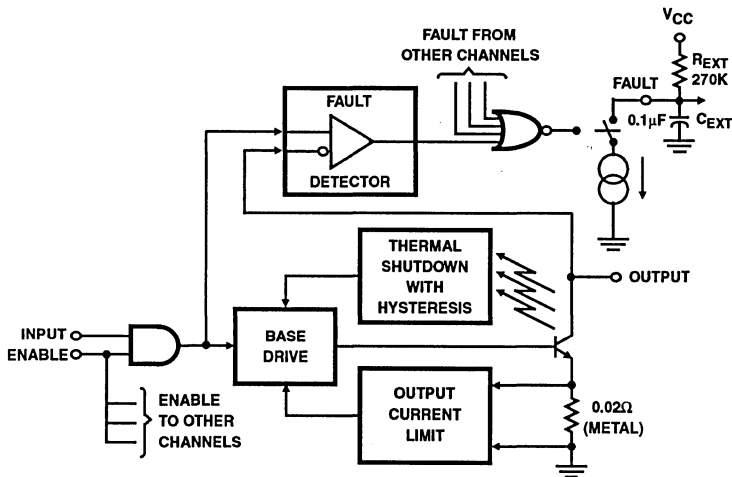 FAULT FROM
OTHER CHANNELS
VCC
REXT
270K
FAULT
0.1μF
CEXT
FAULT
DETECTOR
THERMAL
SHUTDOWN
WITH
HYSTERESIS
OUTPUT
INPUT
ENABLE
BASE
DRIVE
ENABLE
TO OTHER
CHANNELS
OUTPUT
CURRENT
LIMIT
0.02Ω
(METAL)